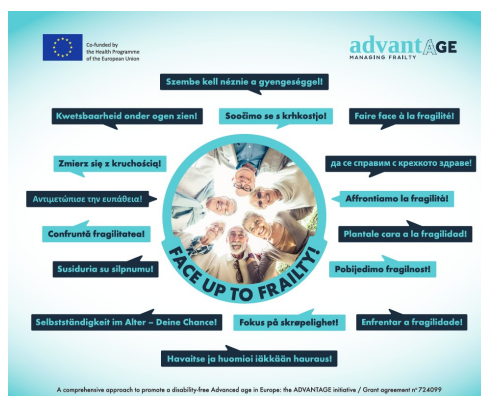 Co-funded by
the Health Programme
of the European Union
advantAGE
MANAGING FRAILTY
Szembe kell néznie a gyengeséggel!
Kwetsbaarheid onder ogen zien!
Soočimo se s krhkostjo!
Faire face à la fragilité!
Zmierz się z kruchością!
да се справим с крехкото здраве!
Αντιμετώπισε την ευπάθεια!
Affrontiamo la fragilità!
Confruntă fragilitatea!
Plantale cara a la fragilidad!
Susiduria su silpnumu!
Pobijedimo fragilnost!
FACE UP TO FRAILTY!
Selbstständigkeit im Alter – Deine Chance!
Fokus på skrøpelighet!
Enfrentar a fragilidade!
Havaitse ja huomioi iäkkään hauraus!
A comprehensive approach to promote a disability-free Advanced age in Europe: the ADVANTAGE initiative / Grant agreement n° 724099